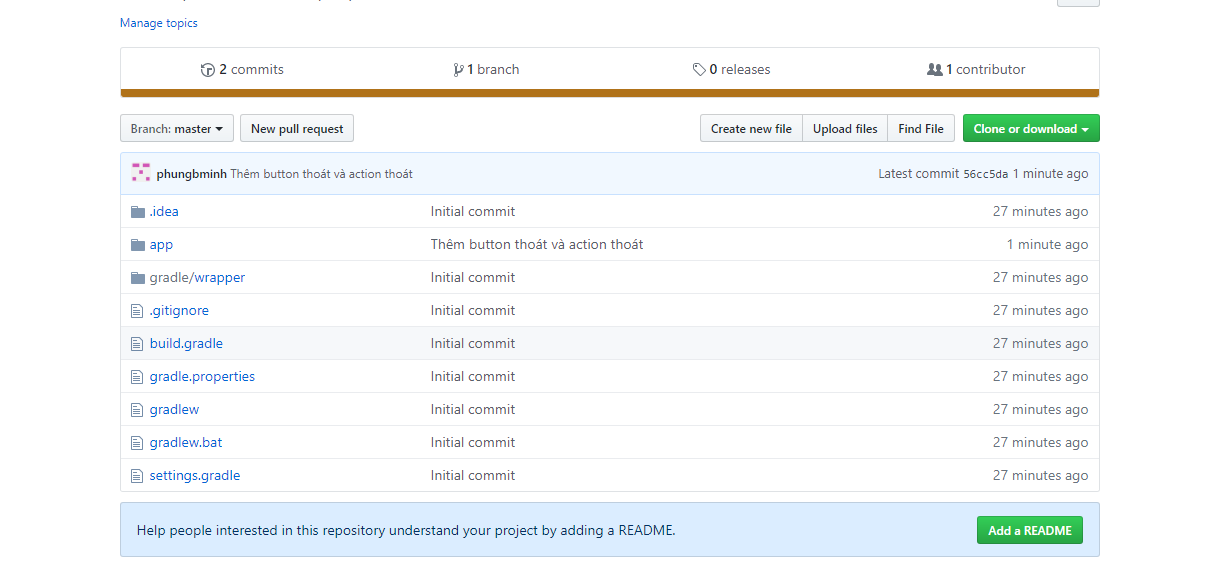 Manage topics
2 commits 1 branch 0 releases 1 contributor
Branch: master New pull request Create new file Upload files Find File Clone or download
phungbminh Thêm button thoát và action thoát Latest commit 56cc5da 1 minute ago
.idea Initial commit 27 minutes ago
app Thêm button thoát và action thoát 1 minute ago
gradle/wrapper Initial commit 27 minutes ago
.gitignore Initial commit 27 minutes ago
build.gradle Initial commit 27 minutes ago
gradle.properties Initial commit 27 minutes ago
gradlew Initial commit 27 minutes ago
gradlew.bat Initial commit 27 minutes ago
settings.gradle Initial commit 27 minutes ago
Help people interested in this repository understand your project by adding a README. Add a README